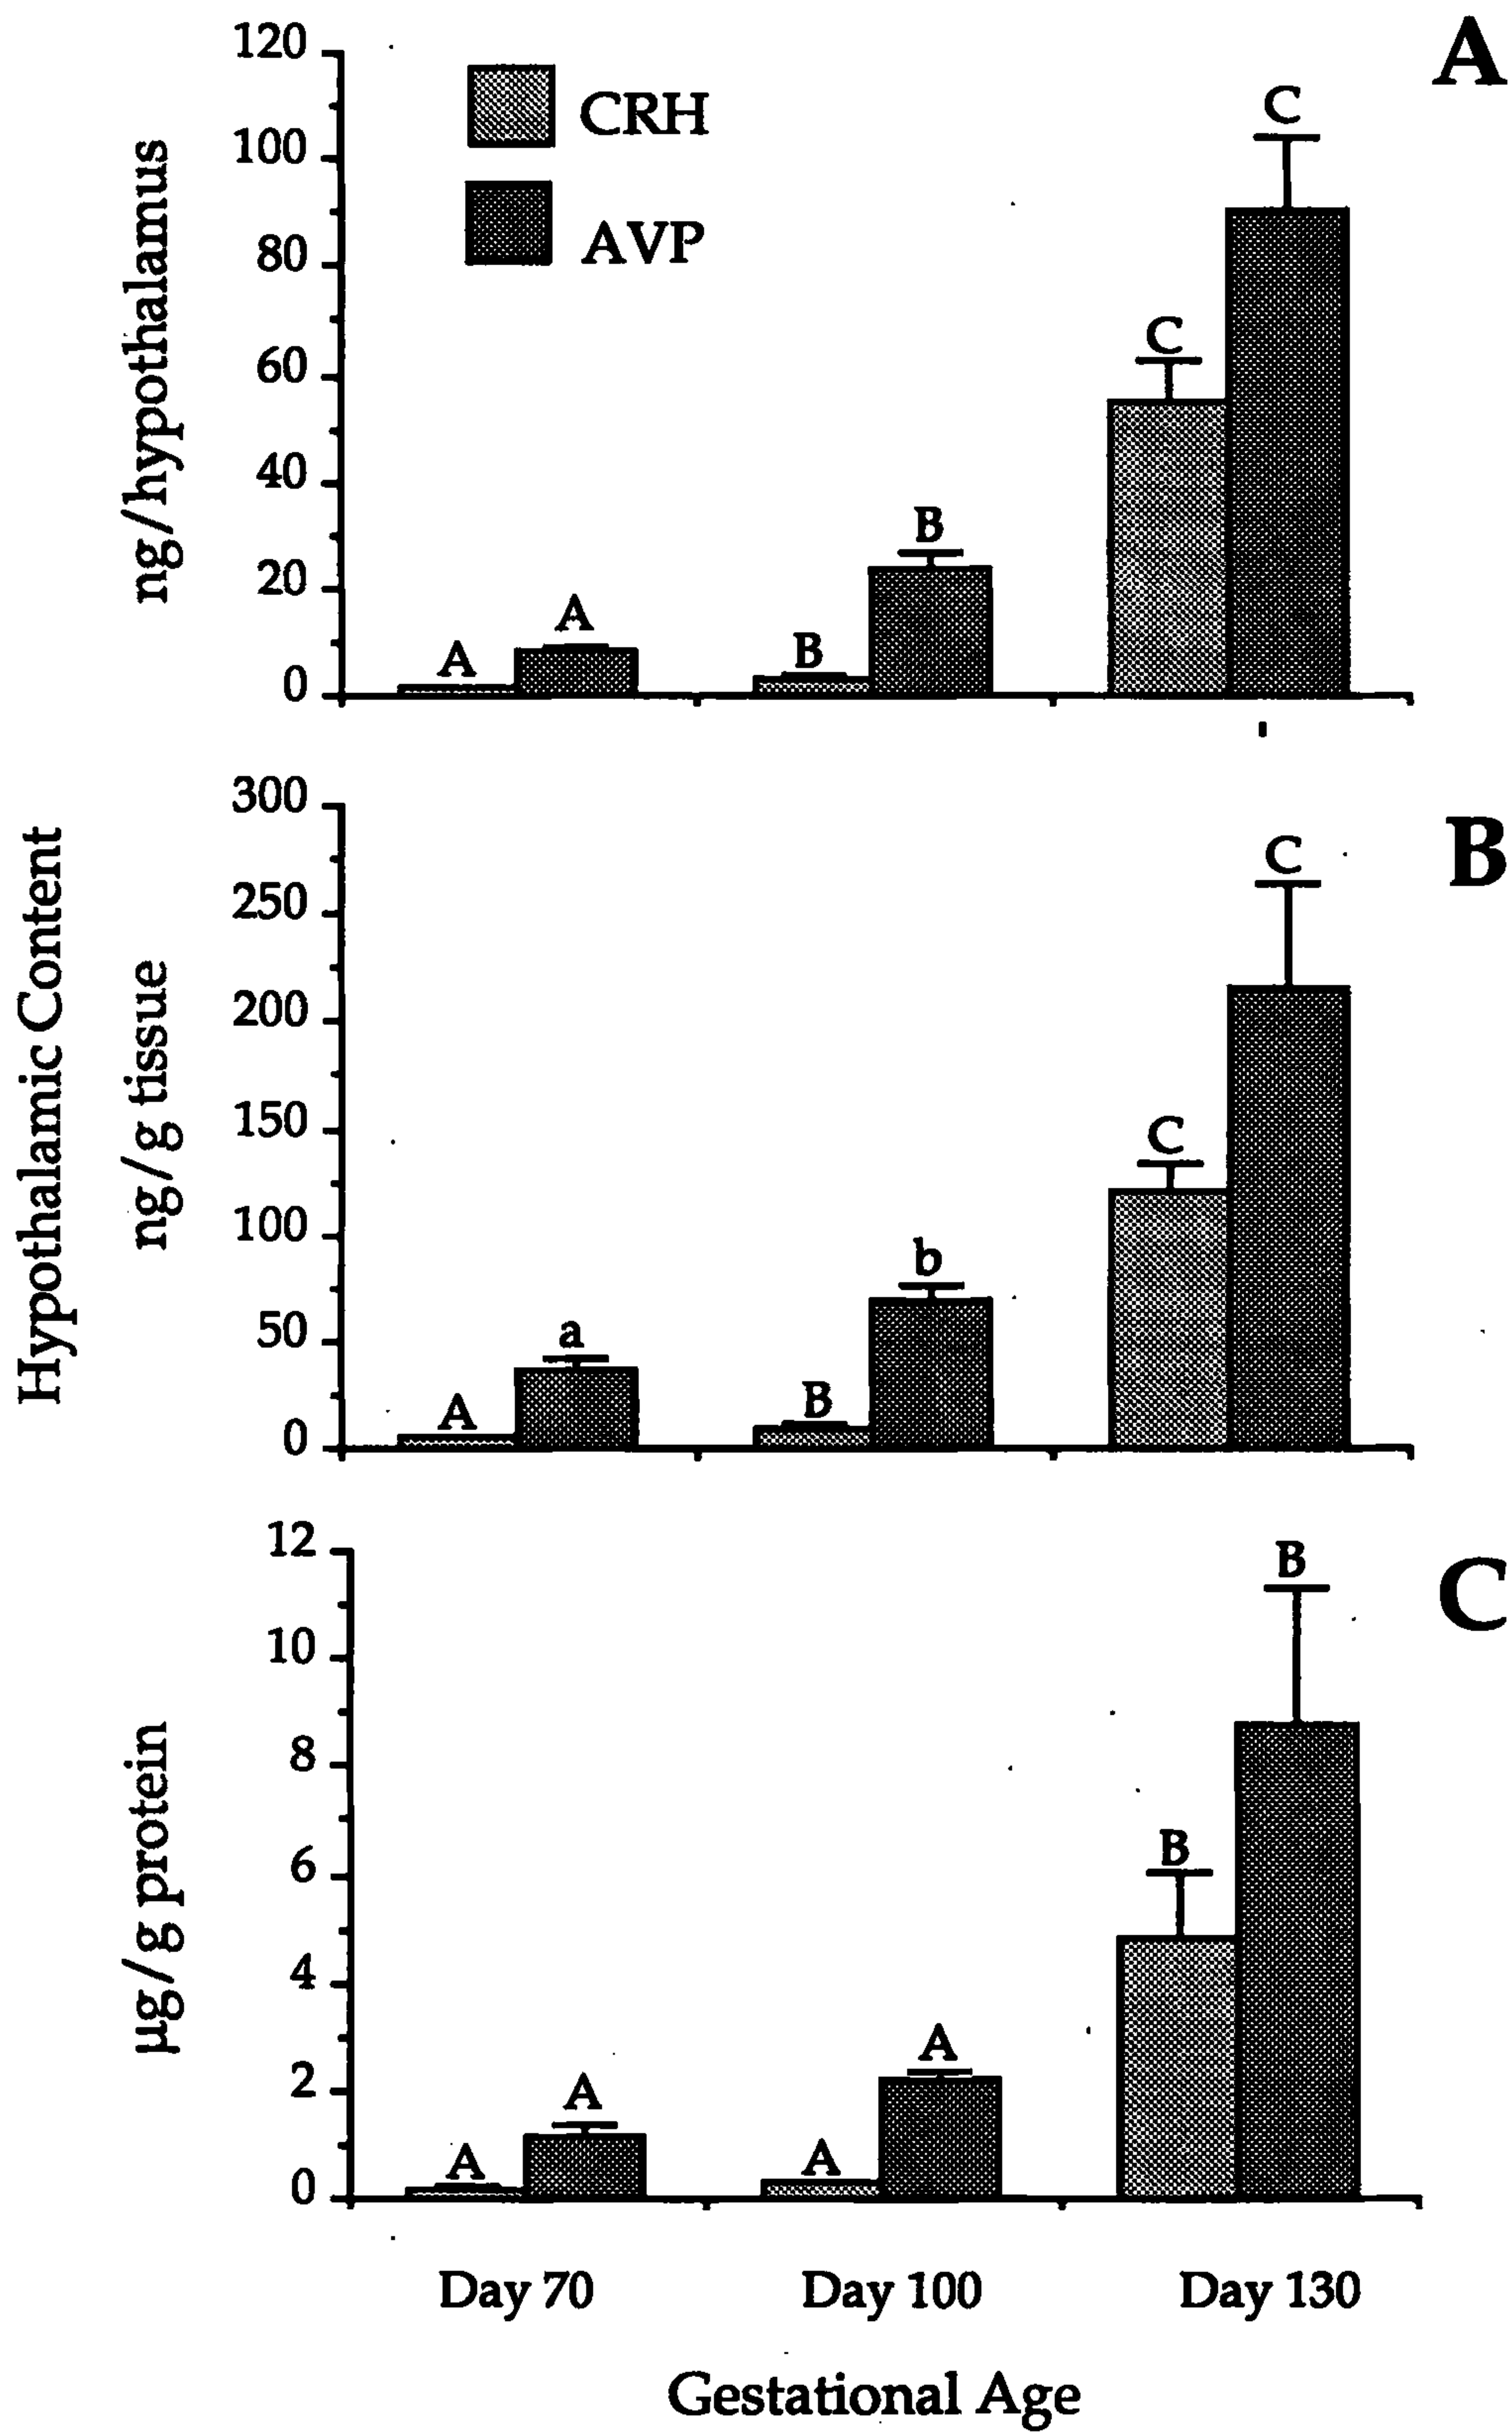 A
120
100
80
60
40
20
0
ng/hypothalamus
CRH
AVP
A
A
B
B
C
C
B
Hypothalamic Content
300
250
200
150
100
50
0
ng/g tissue
A
a
B
b
C
C
C
12
10
8
6
4
2
0
µg/g protein
A
A
A
A
B
B
Day 70
Day 100
Day 130
Gestational Age